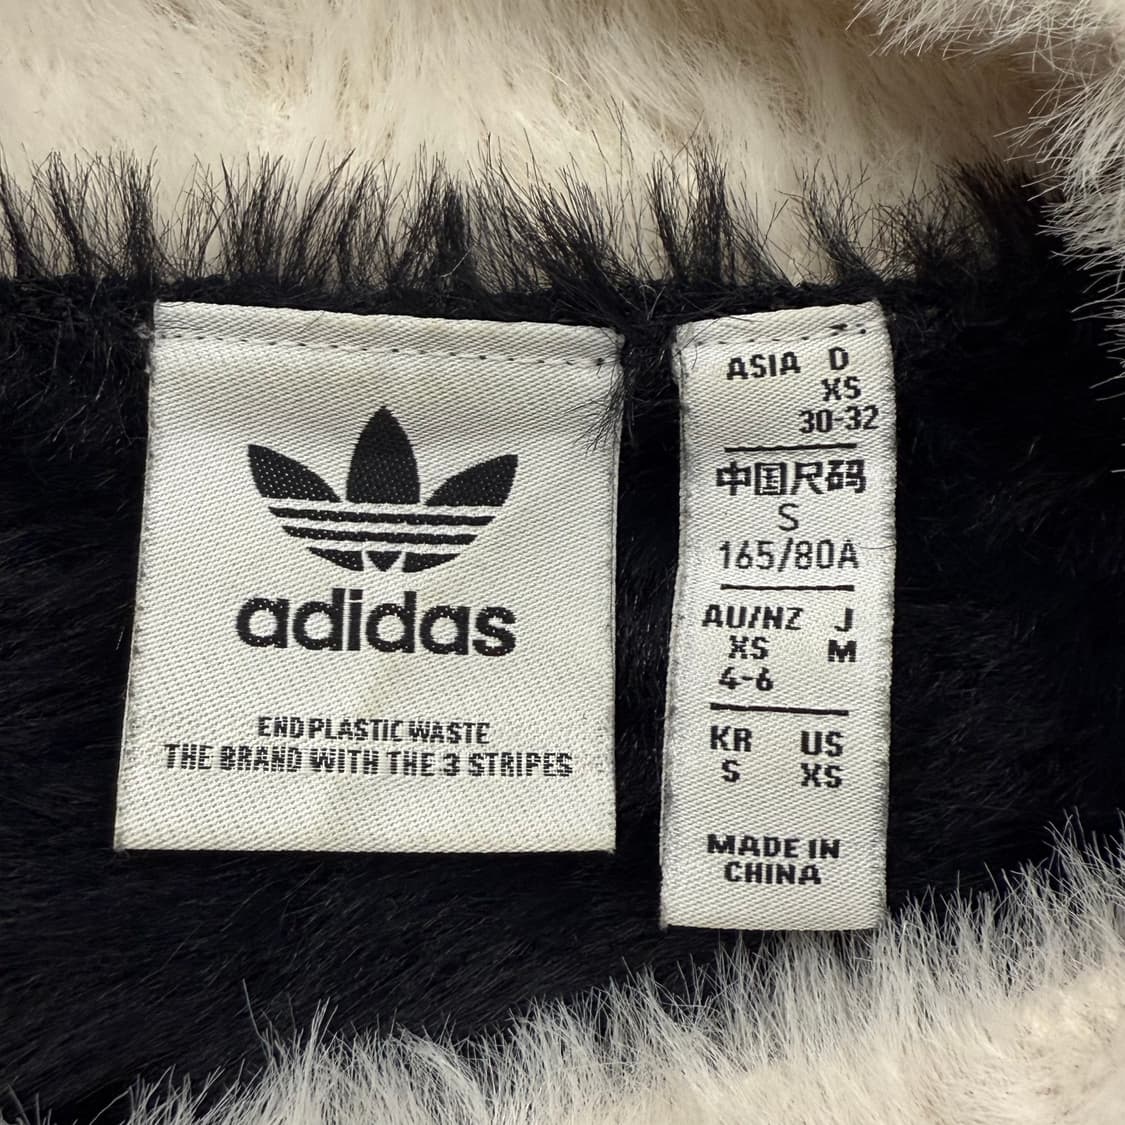 adidas
END PLASTIC WASTE
THE BRAND WITH THE 3 STRIPES
ASIA D
XS
30-32
中国尺码
S
165/80A
AU/NZ J
XS M
4-6
KR US
S XS
MADE IN
CHINA